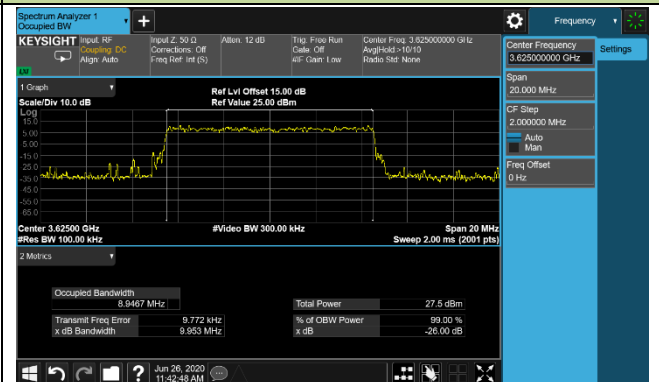 Spectrum Analyzer 1
Occupied BW
+
Frequency
KEYSIGHT
Input: RF
Coupling: DC
Align: Auto
Input Z: 50 Ω
Corrections: Off
Freq Ref: Int (S)
Atten: 12 dB
Trig: Free Run
Gate: Off
#IF Gain: Low
Center Freq: 3.625000000 GHz
Avg|Hold:>10/10
Radio Std: None
Center Frequency
3.625000000 GHz
Settings
Span
20.000 MHz
CF Step
2.000000 MHz
Auto
Man
Freq Offset
0 Hz
1 Graph
Scale/Div 10.0 dB
Ref Lvl Offset 15.00 dB
Ref Value 25.00 dBm
Log
15.0
5.00
-5.00
-15.0
-25.0
-35.0
-45.0
-55.0
-65.0
Center 3.62500 GHz
#Res BW 100.00 kHz
#Video BW 300.00 kHz
Span 20 MHz
Sweep 2.00 ms (2001 pts)
2 Metrics
Occupied Bandwidth
8.9467 MHz
Total Power 27.5 dBm
Transmit Freq Error 9.772 kHz
% of OBW Power 99.00 %
x dB Bandwidth 9.953 MHz
x dB -26.00 dB
?
Jun 26, 2020
11:42:48 AM